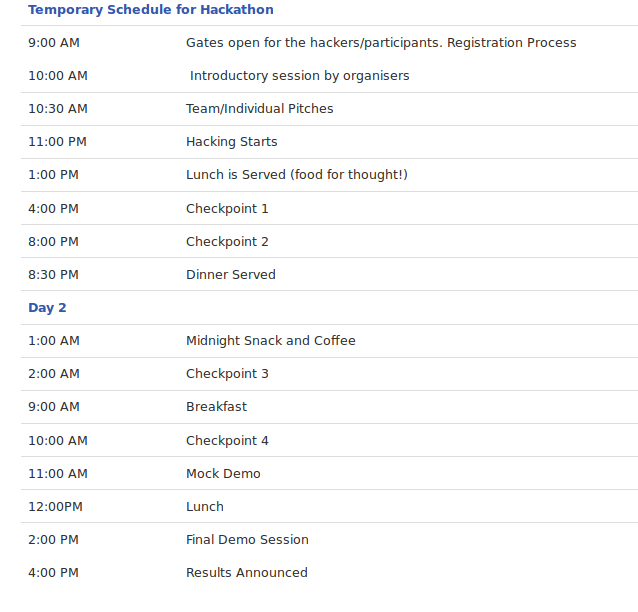 Temporary Schedule for Hackathon
9:00 AM Gates open for the hackers/participants. Registration Process
10:00 AM Introductory session by organisers
10:30 AM Team/Individual Pitches
11:00 PM Hacking Starts
1:00 PM Lunch is Served (food for thought!)
4:00 PM Checkpoint 1
8:00 PM Checkpoint 2
8:30 PM Dinner Served
Day 2
1:00 AM Midnight Snack and Coffee
2:00 AM Checkpoint 3
9:00 AM Breakfast
10:00 AM Checkpoint 4
11:00 AM Mock Demo
12:00PM Lunch
2:00 PM Final Demo Session
4:00 PM Results Announced